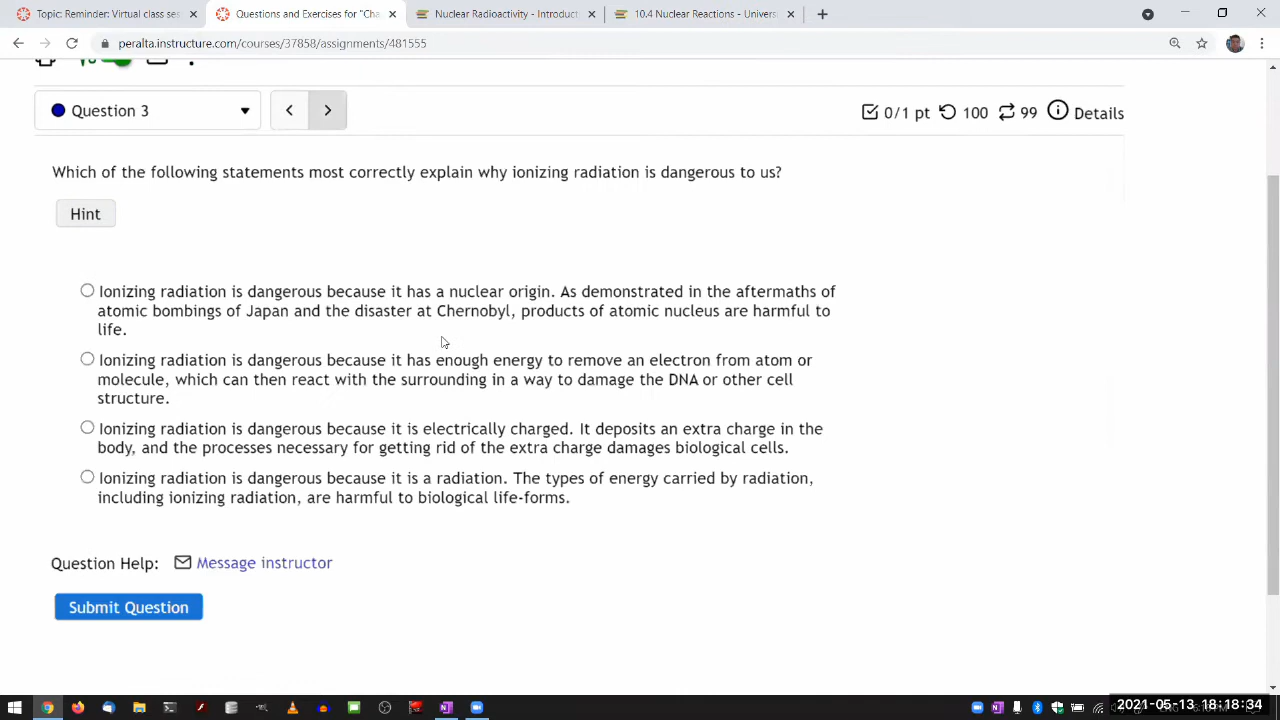 Topic: Reminder: Virtual class ses
Questions and Exercises for "Cha
Nuclear Radioactivity - Introduct
10.4 Nuclear Reactions - Univers
peralta.instructure.com/courses/37858/assignments/481555
Question 3
0/1 pt 100 99 Details
Which of the following statements most correctly explain why ionizing radiation is dangerous to us?
Hint
Ionizing radiation is dangerous because it has a nuclear origin. As demonstrated in the aftermaths of
atomic bombings of Japan and the disaster at Chernobyl, products of atomic nucleus are harmful to
life.
Ionizing radiation is dangerous because it has enough energy to remove an electron from atom or
molecule, which can then react with the surrounding in a way to damage the DNA or other cell
structure.
Ionizing radiation is dangerous because it is electrically charged. It deposits an extra charge in the
body, and the processes necessary for getting rid of the extra charge damages biological cells.
Ionizing radiation is dangerous because it is a radiation. The types of energy carried by radiation,
including ionizing radiation, are harmful to biological life-forms.
Question Help: Message instructor
Submit Question
2021-05-13 18:18:34